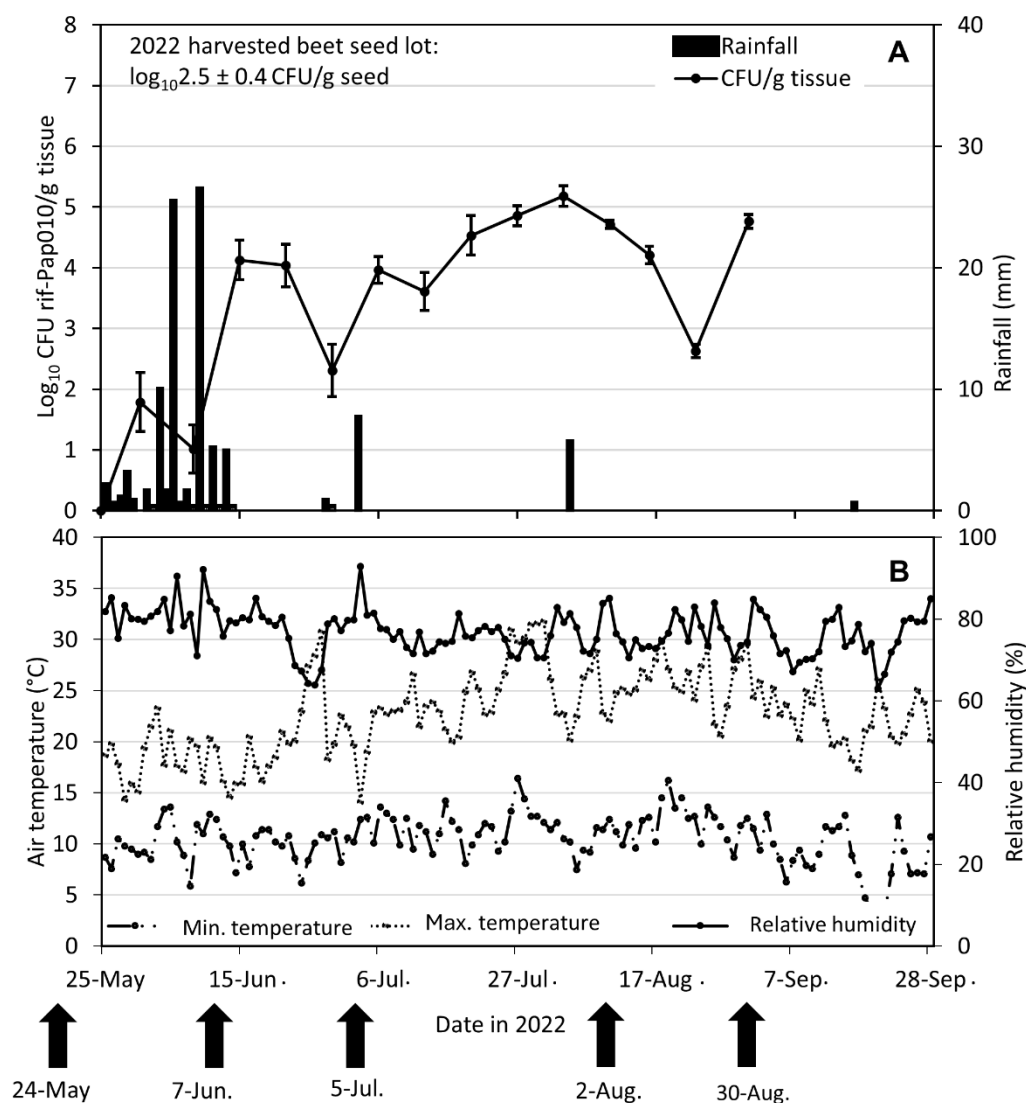 2022 harvested beet seed lot:
log₁₀2.5 ± 0.4 CFU/g seed
Rainfall
CFU/g tissue
A
Log₁₀ CFU rif-Pap010/g tissue
8
7
6
5
4
3
2
1
0
40
30
20
10
0
Rainfall (mm)
B
Air temperature (°C)
40
35
30
25
20
15
10
5
0
100
80
60
40
20
0
Relative humidity (%)
Min. temperature
Max. temperature
Relative humidity
25-May 15-Jun. 6-Jul. 27-Jul. 17-Aug. 7-Sep. 28-Sep.
Date in 2022
24-May 7-Jun. 5-Jul. 2-Aug. 30-Aug.